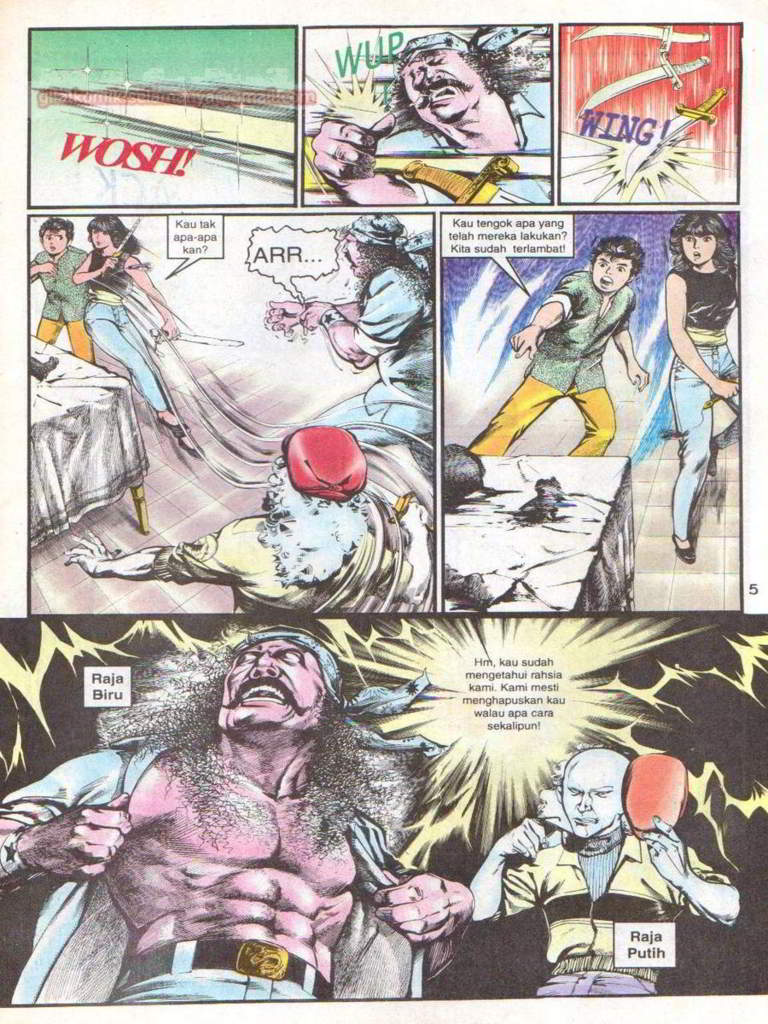 WOSH!
WUP
WING!
Kau tak
apa-apa
kan?
ARR...
Kau tengok apa yang
telah mereka lakukan?
Kita sudah terlambat!
5
Raja
Biru
Hm, kau sudah
mengetahui rahsia
kami. Kami mesti
menghapuskan kau
walau apa cara
sekalipun!
Raja
Putih